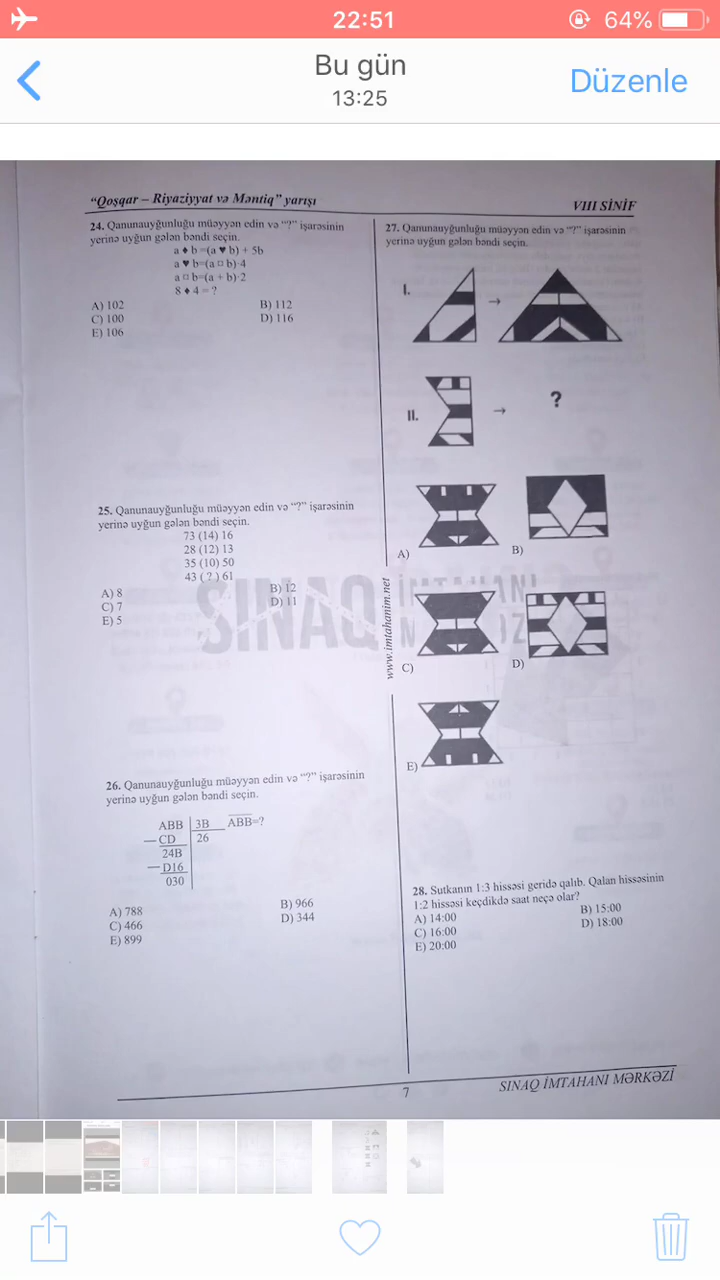 22:51
64%
Bu gün
13:25
Düzenle
"Qoşqar – Riyaziyyat və Məntiq" yarışı
VIII SİNİF
24. Qanunauyğunluğu müəyyən edin və "?" işarəsinin
yerinə uyğun gələn bəndi seçin.
a ♦ b=(a ♥ b) + 5b
a ♥ b=(a □ b)·4
a □ b=(a + b)·2
8 ♦ 4 = ?
A) 102
B) 112
C) 100
D) 116
E) 106
25. Qanunauyğunluğu müəyyən edin və "?" işarəsinin
yerinə uyğun gələn bəndi seçin.
73 (14) 16
28 (12) 13
35 (10) 50
43 ( ? ) 61
A) 8
B) 12
C) 7
D) 11
E) 5
26. Qanunauyğunluğu müəyyən edin və "?" işarəsinin
yerinə uyğun gələn bəndi seçin.
ABB 3B ABB=?
—CD 26
24B
—D16
030
A) 788
B) 966
C) 466
D) 344
E) 899
27. Qanunauyğunluğu müəyyən edin və "?" işarəsinin
yerinə uyğun gələn bəndi seçin.
I. →
II. → ?
A)
B)
C)
D)
E)
28. Sutkanın 1:3 hissəsi geridə qalıb. Qalan hissəsinin
1:2 hissəsi keçdikdə saat neçə olar?
A) 14:00
B) 15:00
C) 16:00
D) 18:00
E) 20:00
www.imtahanim.net
SINAQ İMTAHANI
7
SINAQ İMTAHANI MƏRKƏZİ